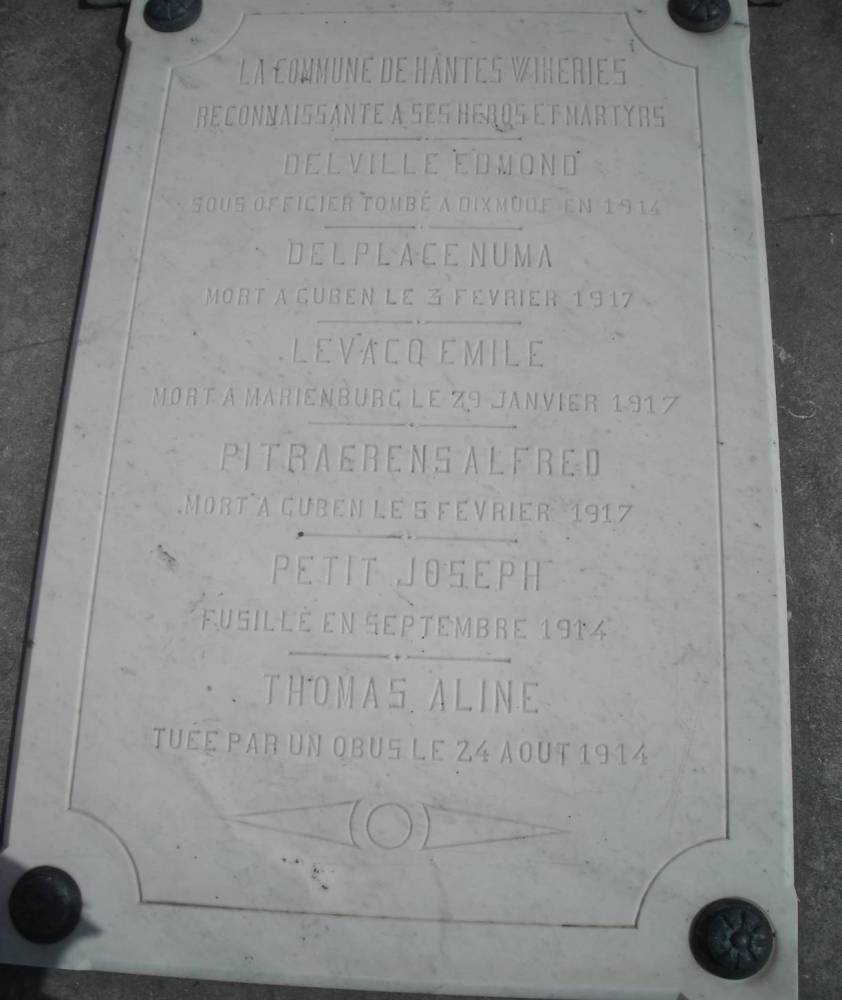 LA COMMUNE DE HANTES WIHERIES
RECONNAISSANTE A SES HEROS ET MARTYRS
DELVILLE EDMOND
SOUS OFFICIER TOMBÉ A DIXMUDE EN 1914
DELPLACE NUMA
MORT A GUBEN LE 3 FEVRIER 1917
LEVACQ EMILE
MORT A MARIENBURG LE 29 JANVIER 1917
PITRAERENS ALFRED
MORT A GUBEN LE 5 FEVRIER 1917
PETIT JOSEPH
FUSILLÉ EN SEPTEMBRE 1914
THOMAS ALINE
TUÉE PAR UN OBUS LE 24 AOUT 1914